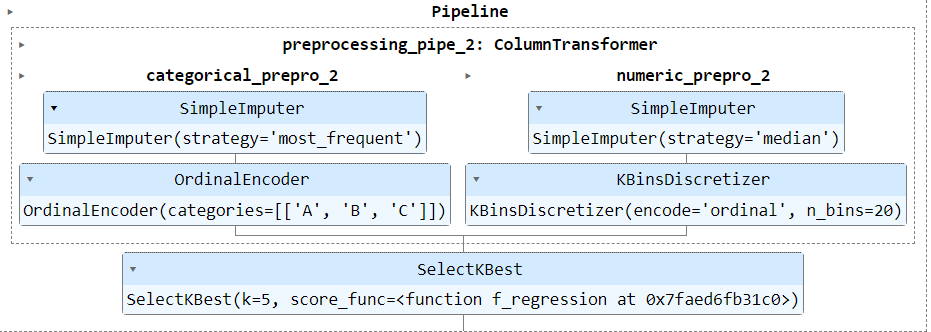 Pipeline
preprocessing_pipe_2: ColumnTransformer
categorical_prepro_2
numeric_prepro_2
SimpleImputer
SimpleImputer(strategy='most_frequent')
SimpleImputer
SimpleImputer(strategy='median')
OrdinalEncoder
OrdinalEncoder(categories=[['A', 'B', 'C']])
KBinsDiscretizer
KBinsDiscretizer(encode='ordinal', n_bins=20)
SelectKBest
SelectKBest(k=5, score_func=<function f_regression at 0x7faed6fb31c0>)